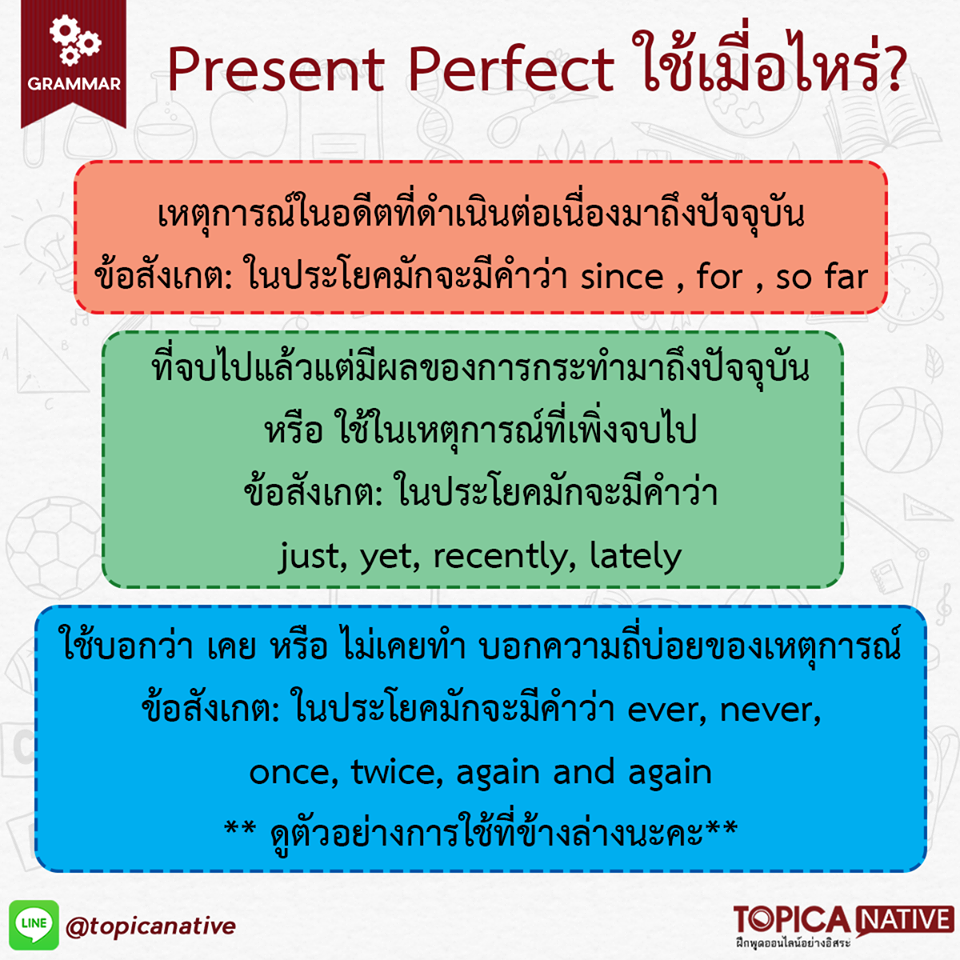 GRAMMAR
Present Perfect ใช้เมื่อไหร่?
เหตุการณ์ในอดีตที่ดำเนินต่อเนื่องมาถึงปัจจุบัน
ข้อสังเกต: ในประโยคมักจะมีคำว่า since , for , so far
ที่จบไปแล้วแต่มีผลของการกระทำมาถึงปัจจุบัน
หรือ ใช้ในเหตุการณ์ที่เพิ่งจบไป
ข้อสังเกต: ในประโยคมักจะมีคำว่า
just, yet, recently, lately
ใช้บอกว่า เคย หรือ ไม่เคยทำ บอกความถี่บ่อยของเหตุการณ์
ข้อสังเกต: ในประโยคมักจะมีคำว่า ever, never,
once, twice, again and again
** ดูตัวอย่างการใช้ที่ข้างล่างนะคะ**
LINE @topicanative
TOPICA NATIVE
ฝึกพูดออนไลน์อย่างอิสระ